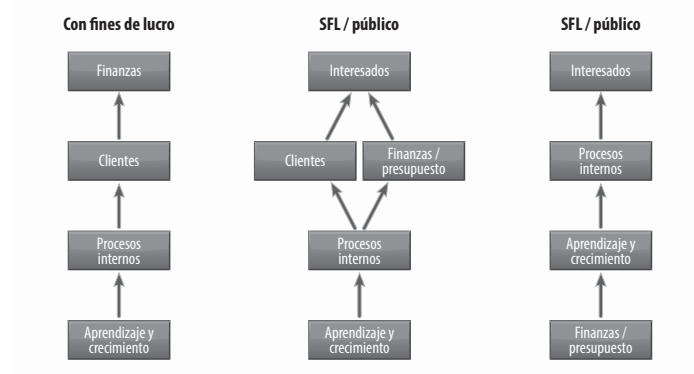 Con fines de lucro
SFL / público
SFL / público
Finanzas
Interesados
Interesados
Clientes
Clientes
Finanzas /
presupuesto
Procesos
internos
Procesos
internos
Procesos
internos
Aprendizaje y
crecimiento
Aprendizaje y
crecimiento
Aprendizaje y
crecimiento
Finanzas /
presupuesto